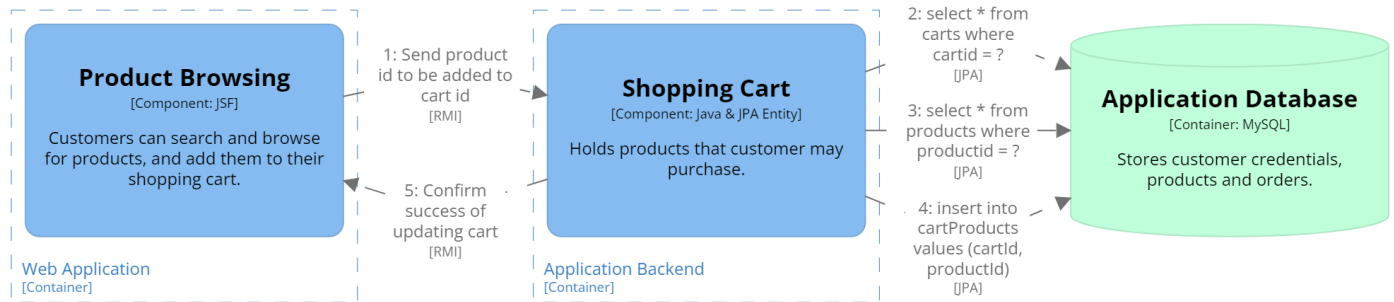 Product Browsing
[Component: JSF]
Customers can search and browse
for products, and add them to their
shopping cart.
Web Application
[Container]
1: Send product
id to be added to
cart id
[RMI]
5: Confirm
success of
updating cart
[RMI]
Shopping Cart
[Component: Java & JPA Entity]
Holds products that customer may
purchase.
Application Backend
[Container]
2: select * from
carts where
cartid = ?
[JPA]
3: select * from
products where
productid = ?
[JPA]
4: insert into
cartProducts
values (cartId,
productId)
[JPA]
Application Database
[Container: MySQL]
Stores customer credentials,
products and orders.